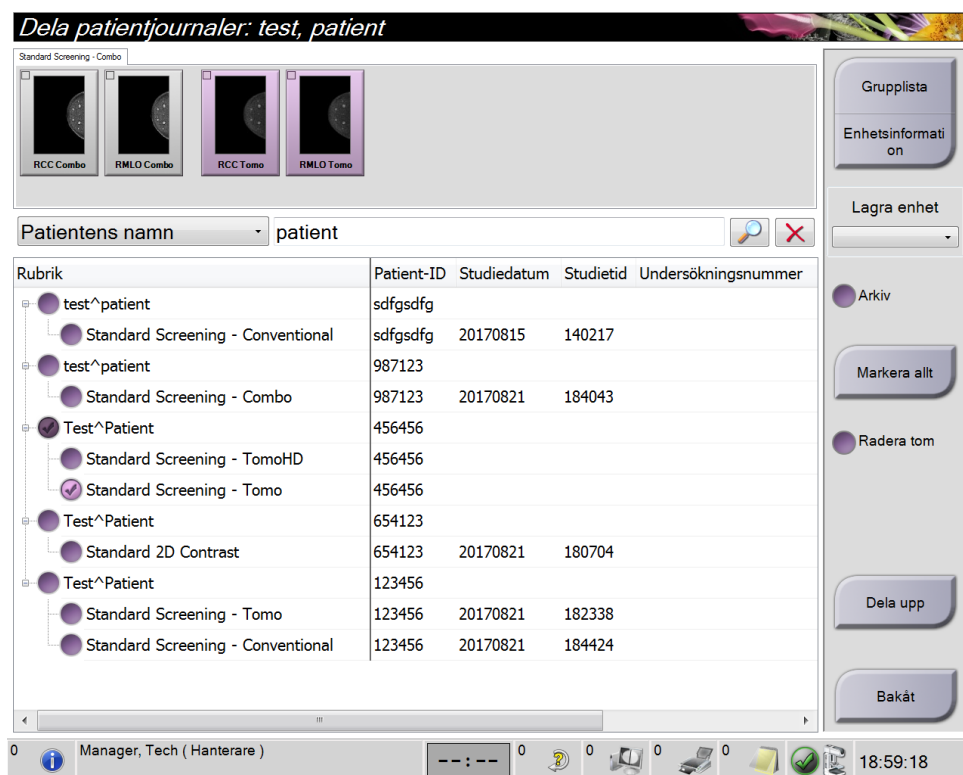 Dela patientjournaler: test, patient
Standard Screening - Combo
RCC Combo RMLO Combo RCC Tomo RMLO Tomo
Grupplista
Enhetsinformati
on
Lagra enhet
Patientens namn patient
Rubrik Patient-ID Studiedatum Studietid Undersökningsnummer
test^patient sdfgsdfg
Standard Screening - Conventional sdfgsdfg 20170815 140217
test^patient 987123
Standard Screening - Combo 987123 20170821 184043
Test^Patient 456456
Standard Screening - TomoHD 456456
Standard Screening - Tomo 456456
Test^Patient 654123
Standard 2D Contrast 654123 20170821 180704
Test^Patient 123456
Standard Screening - Tomo 123456 20170821 182338
Standard Screening - Conventional 123456 20170821 184424
Arkiv
Markera allt
Radera tom
Dela upp
Bakåt
0 Manager, Tech ( Hanterare ) --:-- 0 0 0 0 18:59:18